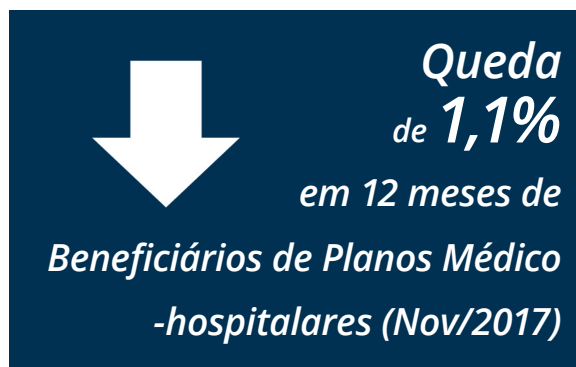 Queda
de 1,1%
em 12 meses de
Beneficiários de Planos Médico
-hospitalares (Nov/2017)